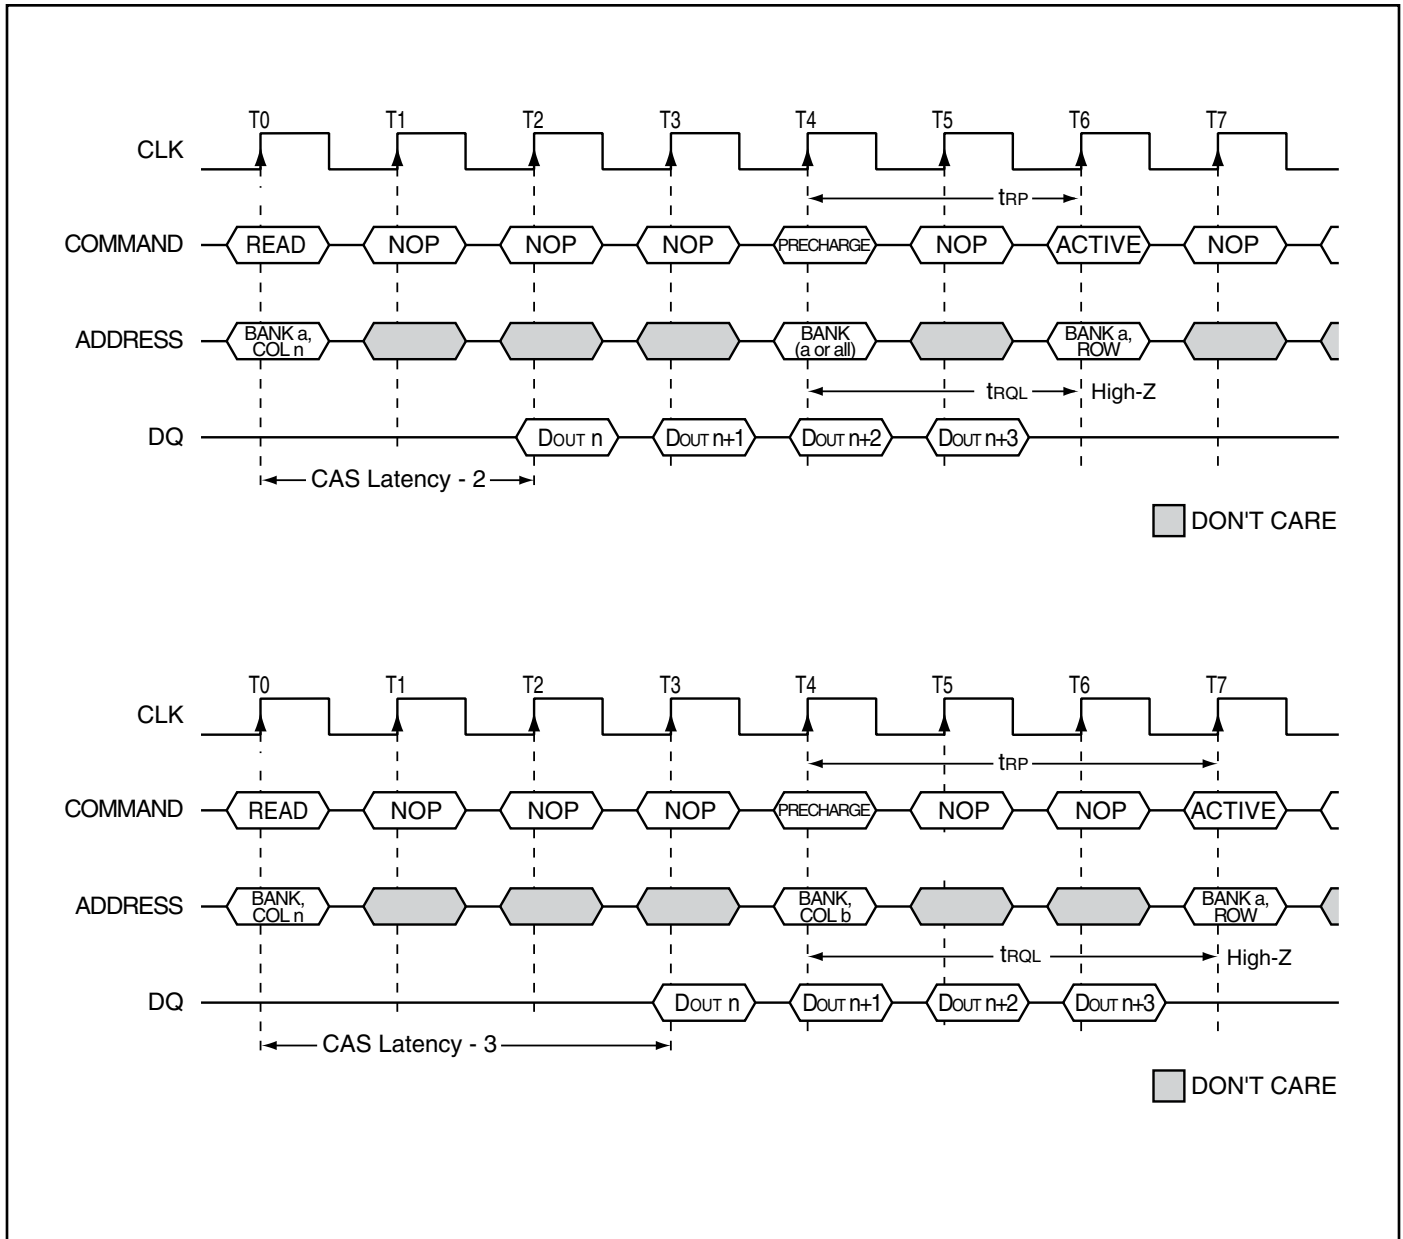 T0 T1 T2 T3 T4 T5 T6 T7
CLK
tRP
COMMAND READ NOP NOP NOP PRECHARGE NOP ACTIVE NOP
ADDRESS BANK a, COL n BANK (a or all) BANK a, ROW
tRQL High-Z
DQ DOUT n DOUT n+1 DOUT n+2 DOUT n+3
CAS Latency - 2
DON'T CARE
T0 T1 T2 T3 T4 T5 T6 T7
CLK
tRP
COMMAND READ NOP NOP NOP PRECHARGE NOP NOP ACTIVE
ADDRESS BANK, COL n BANK, COL b BANK a, ROW
tRQL High-Z
DQ DOUT n DOUT n+1 DOUT n+2 DOUT n+3
CAS Latency - 3
DON'T CARE